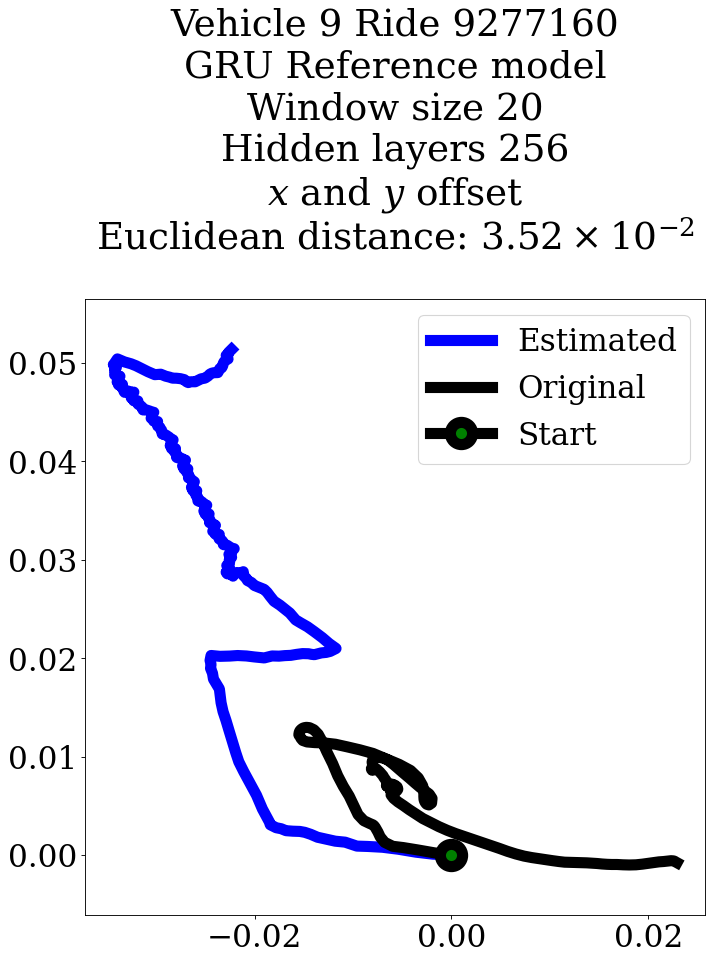 Vehicle 9 Ride 9277160
GRU Reference model
Window size 20
Hidden layers 256
x and y offset
Euclidean distance: 3.52 × 10⁻²
Estimated
Original
Start
0.05
0.04
0.03
0.02
0.01
0.00
−0.02 0.00 0.02